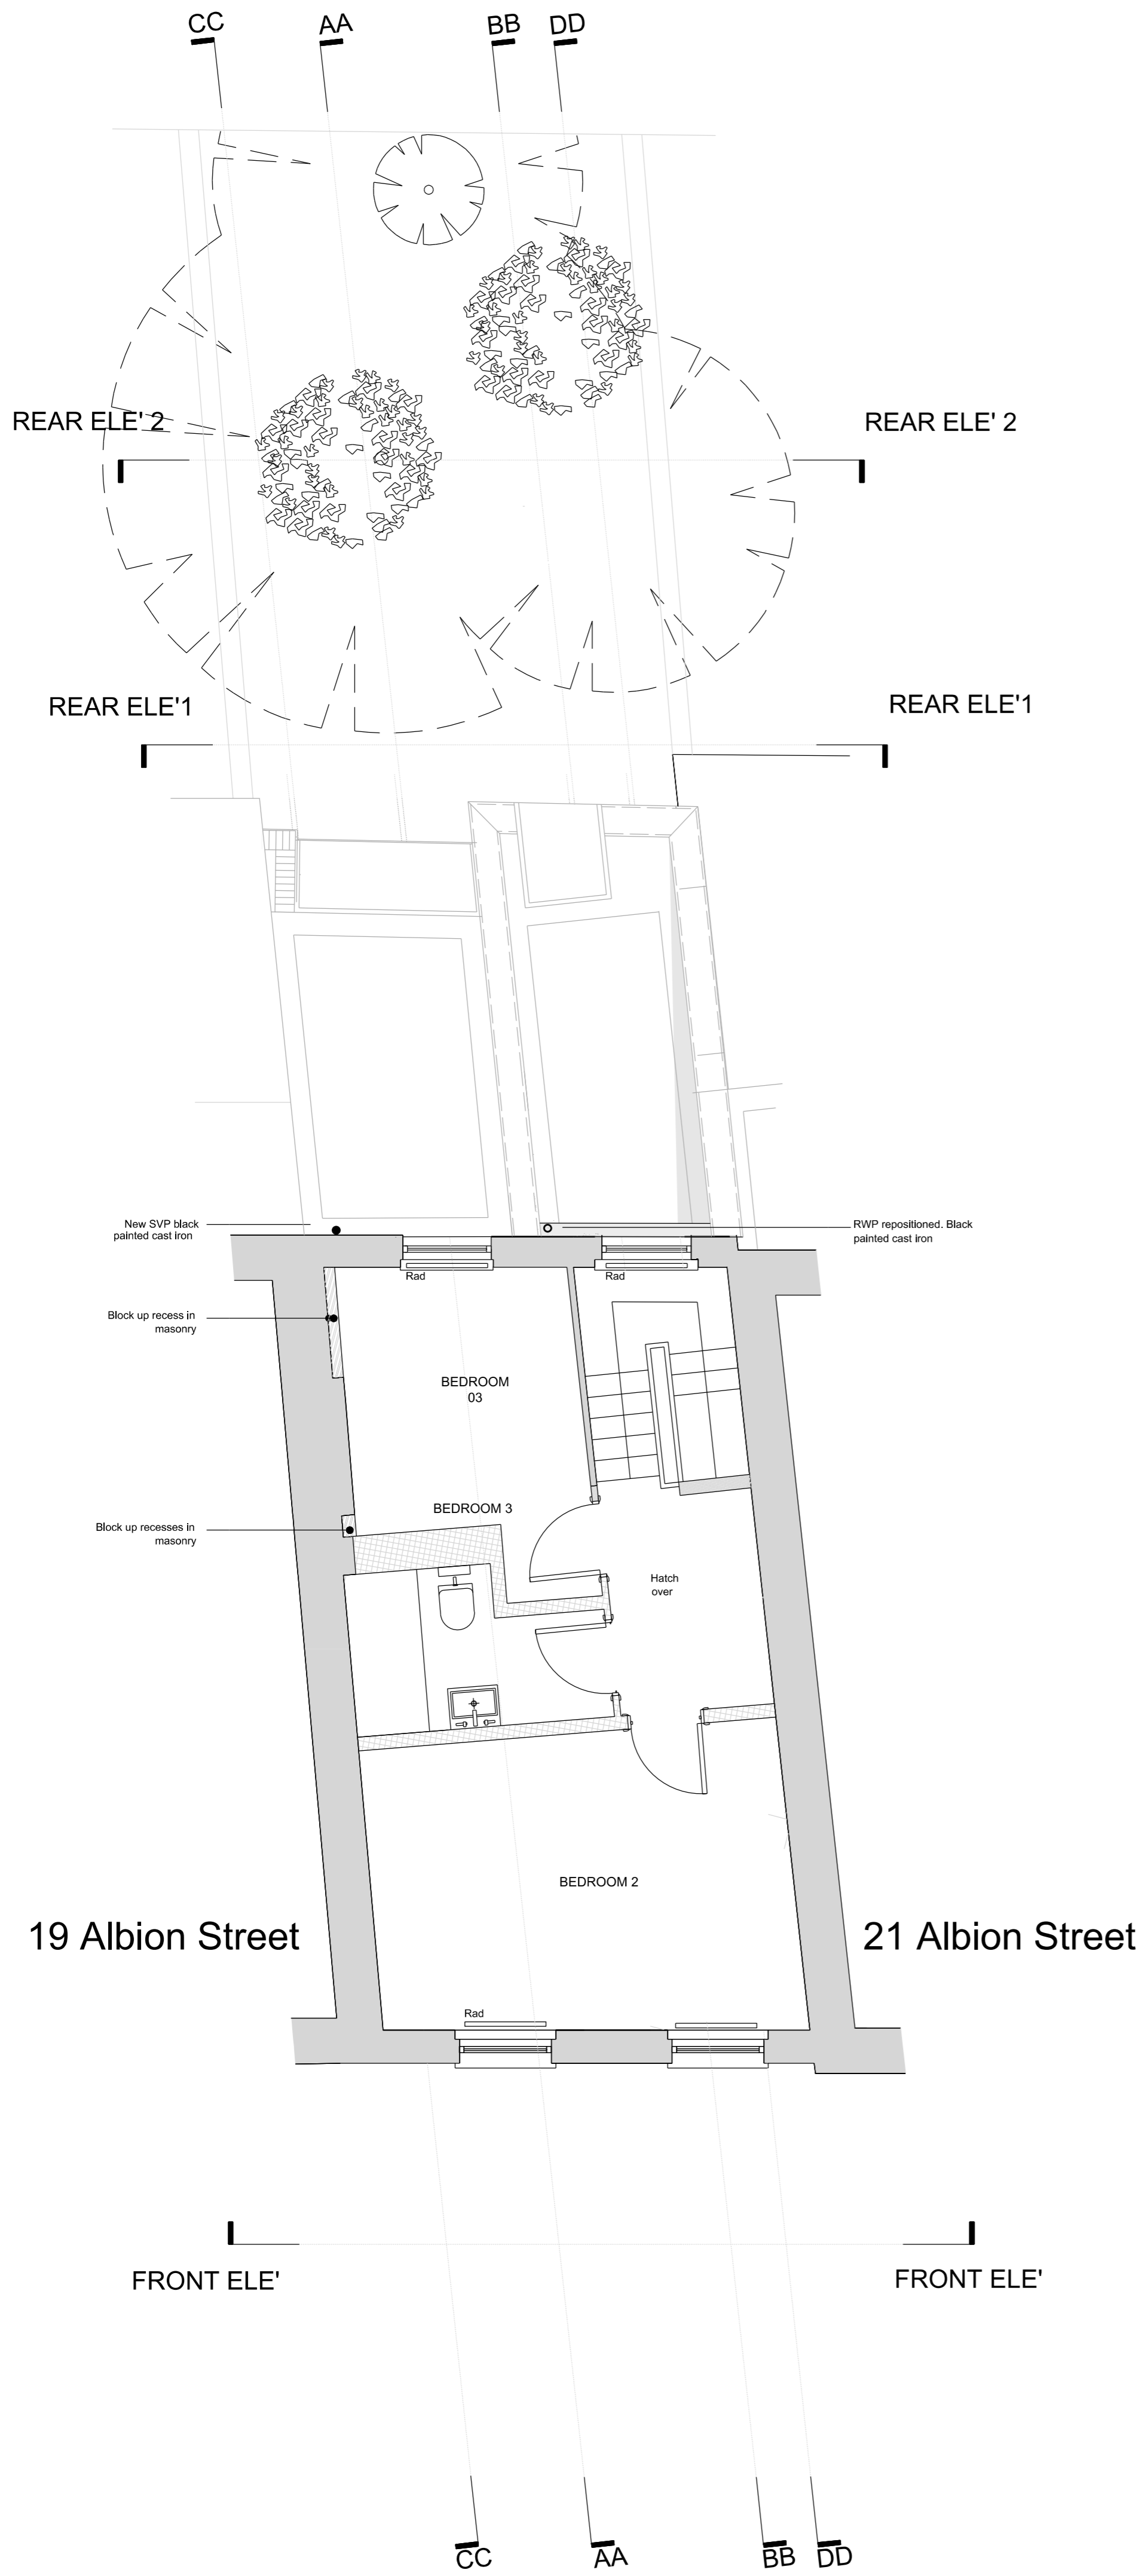 CC
AA
BB
DD
REAR ELE' 2
REAR ELE' 2
REAR ELE'1
REAR ELE'1
New SVP black
painted cast iron
RWP repositioned. Black
painted cast iron
Rad
Rad
Block up recess in
masonry
BEDROOM
03
BEDROOM 3
Block up recesses in
masonry
Hatch
over
BEDROOM 2
19 Albion Street
21 Albion Street
Rad
FRONT ELE'
FRONT ELE'
CC
AA
BB
DD